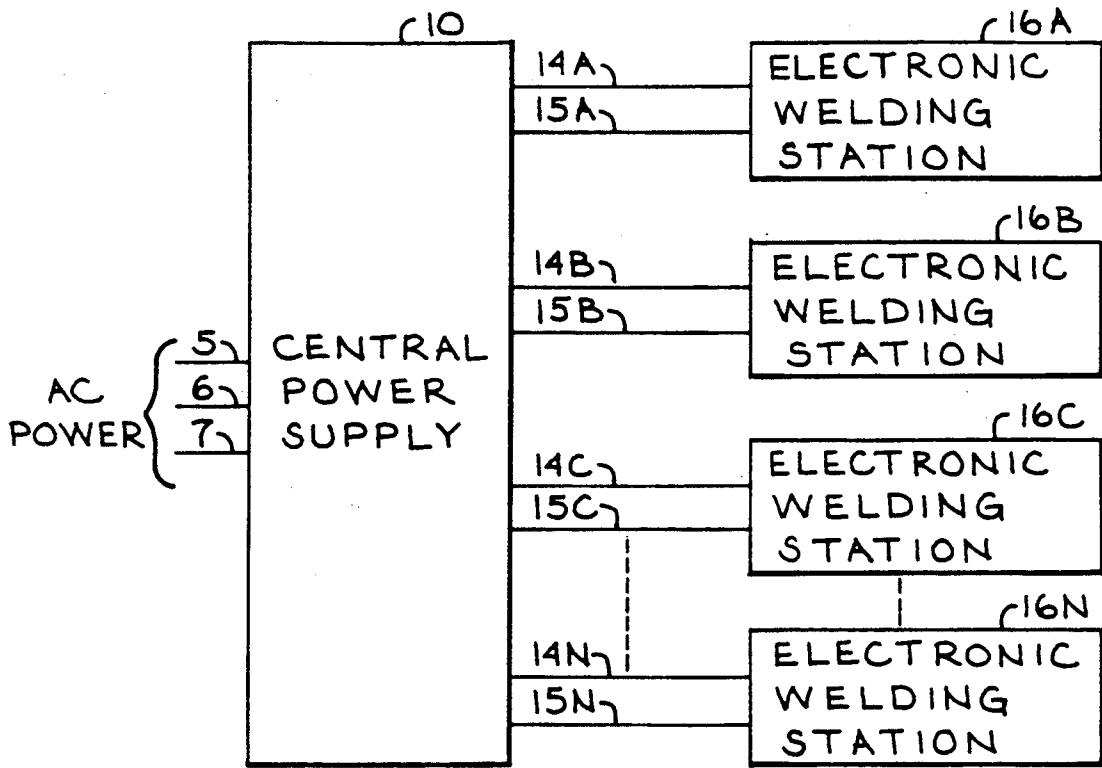 10
16A
14A
15A
ELECTRONIC
WELDING
STATION
16B
14B
15B
ELECTRONIC
WELDING
STATION
AC
POWER
5
6
7
CENTRAL
POWER
SUPPLY
16C
14C
15C
ELECTRONIC
WELDING
STATION
16N
14N
15N
ELECTRONIC
WELDING
STATION